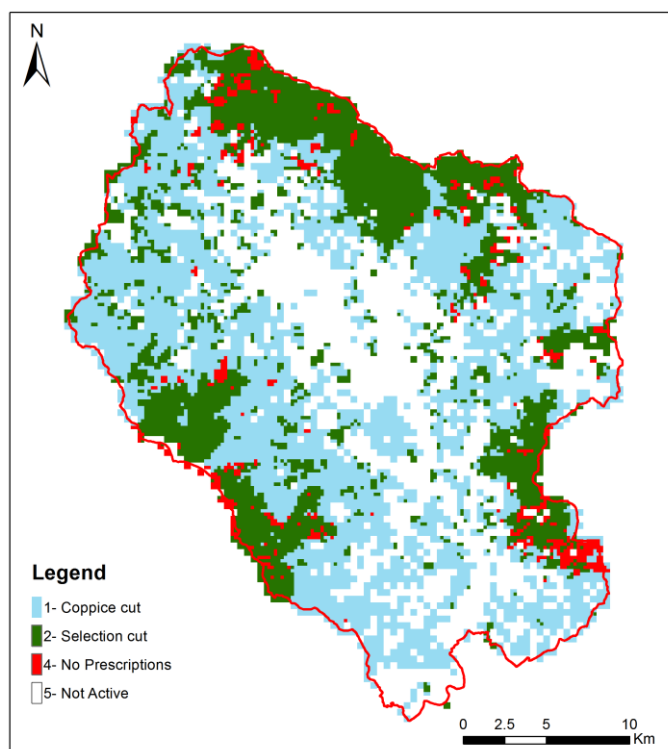 N
Legend
1- Coppice cut
2- Selection cut
4- No Prescriptions
5- Not Active
0 2.5 5 10
Km